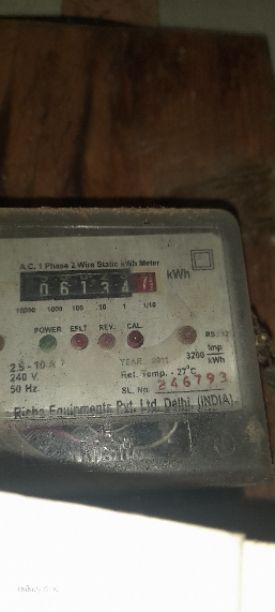 A.C. 1 Phase 2 Wire Static kWh Meter
06134
kWh
10000 1000 100 10 1 1/10
POWER EFLT REV. CAL.
3200 imp/kWh
2.5 - 10 A
YEAR 2011
240 V.
Ref. Temp. - 27°C
50 Hz.
SL. No. 246793
Equipments Pvt. Ltd. Delhi. (INDIA)